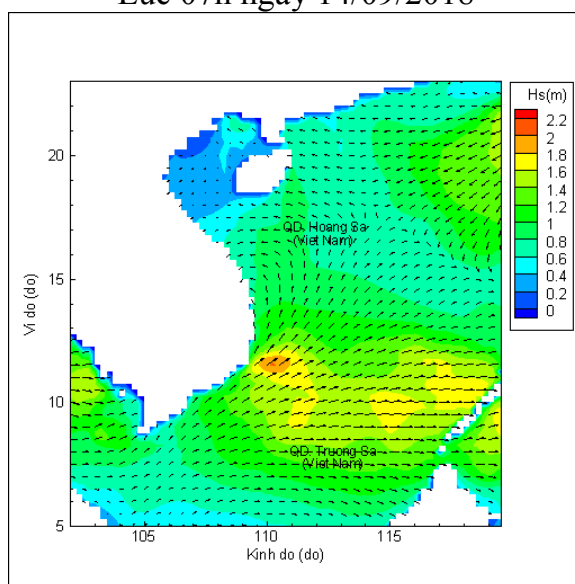 Lúc 07h ngày 14/09/2018
Hs(m)
2.2
2
1.8
1.6
1.4
1.2
1
0.8
0.6
0.4
0.2
0
20
15
10
5
Vi do (do)
QD. Hoang Sa
(Viet Nam)
QD. Truong Sa
(Viet Nam)
105
110
115
Kinh do (do)